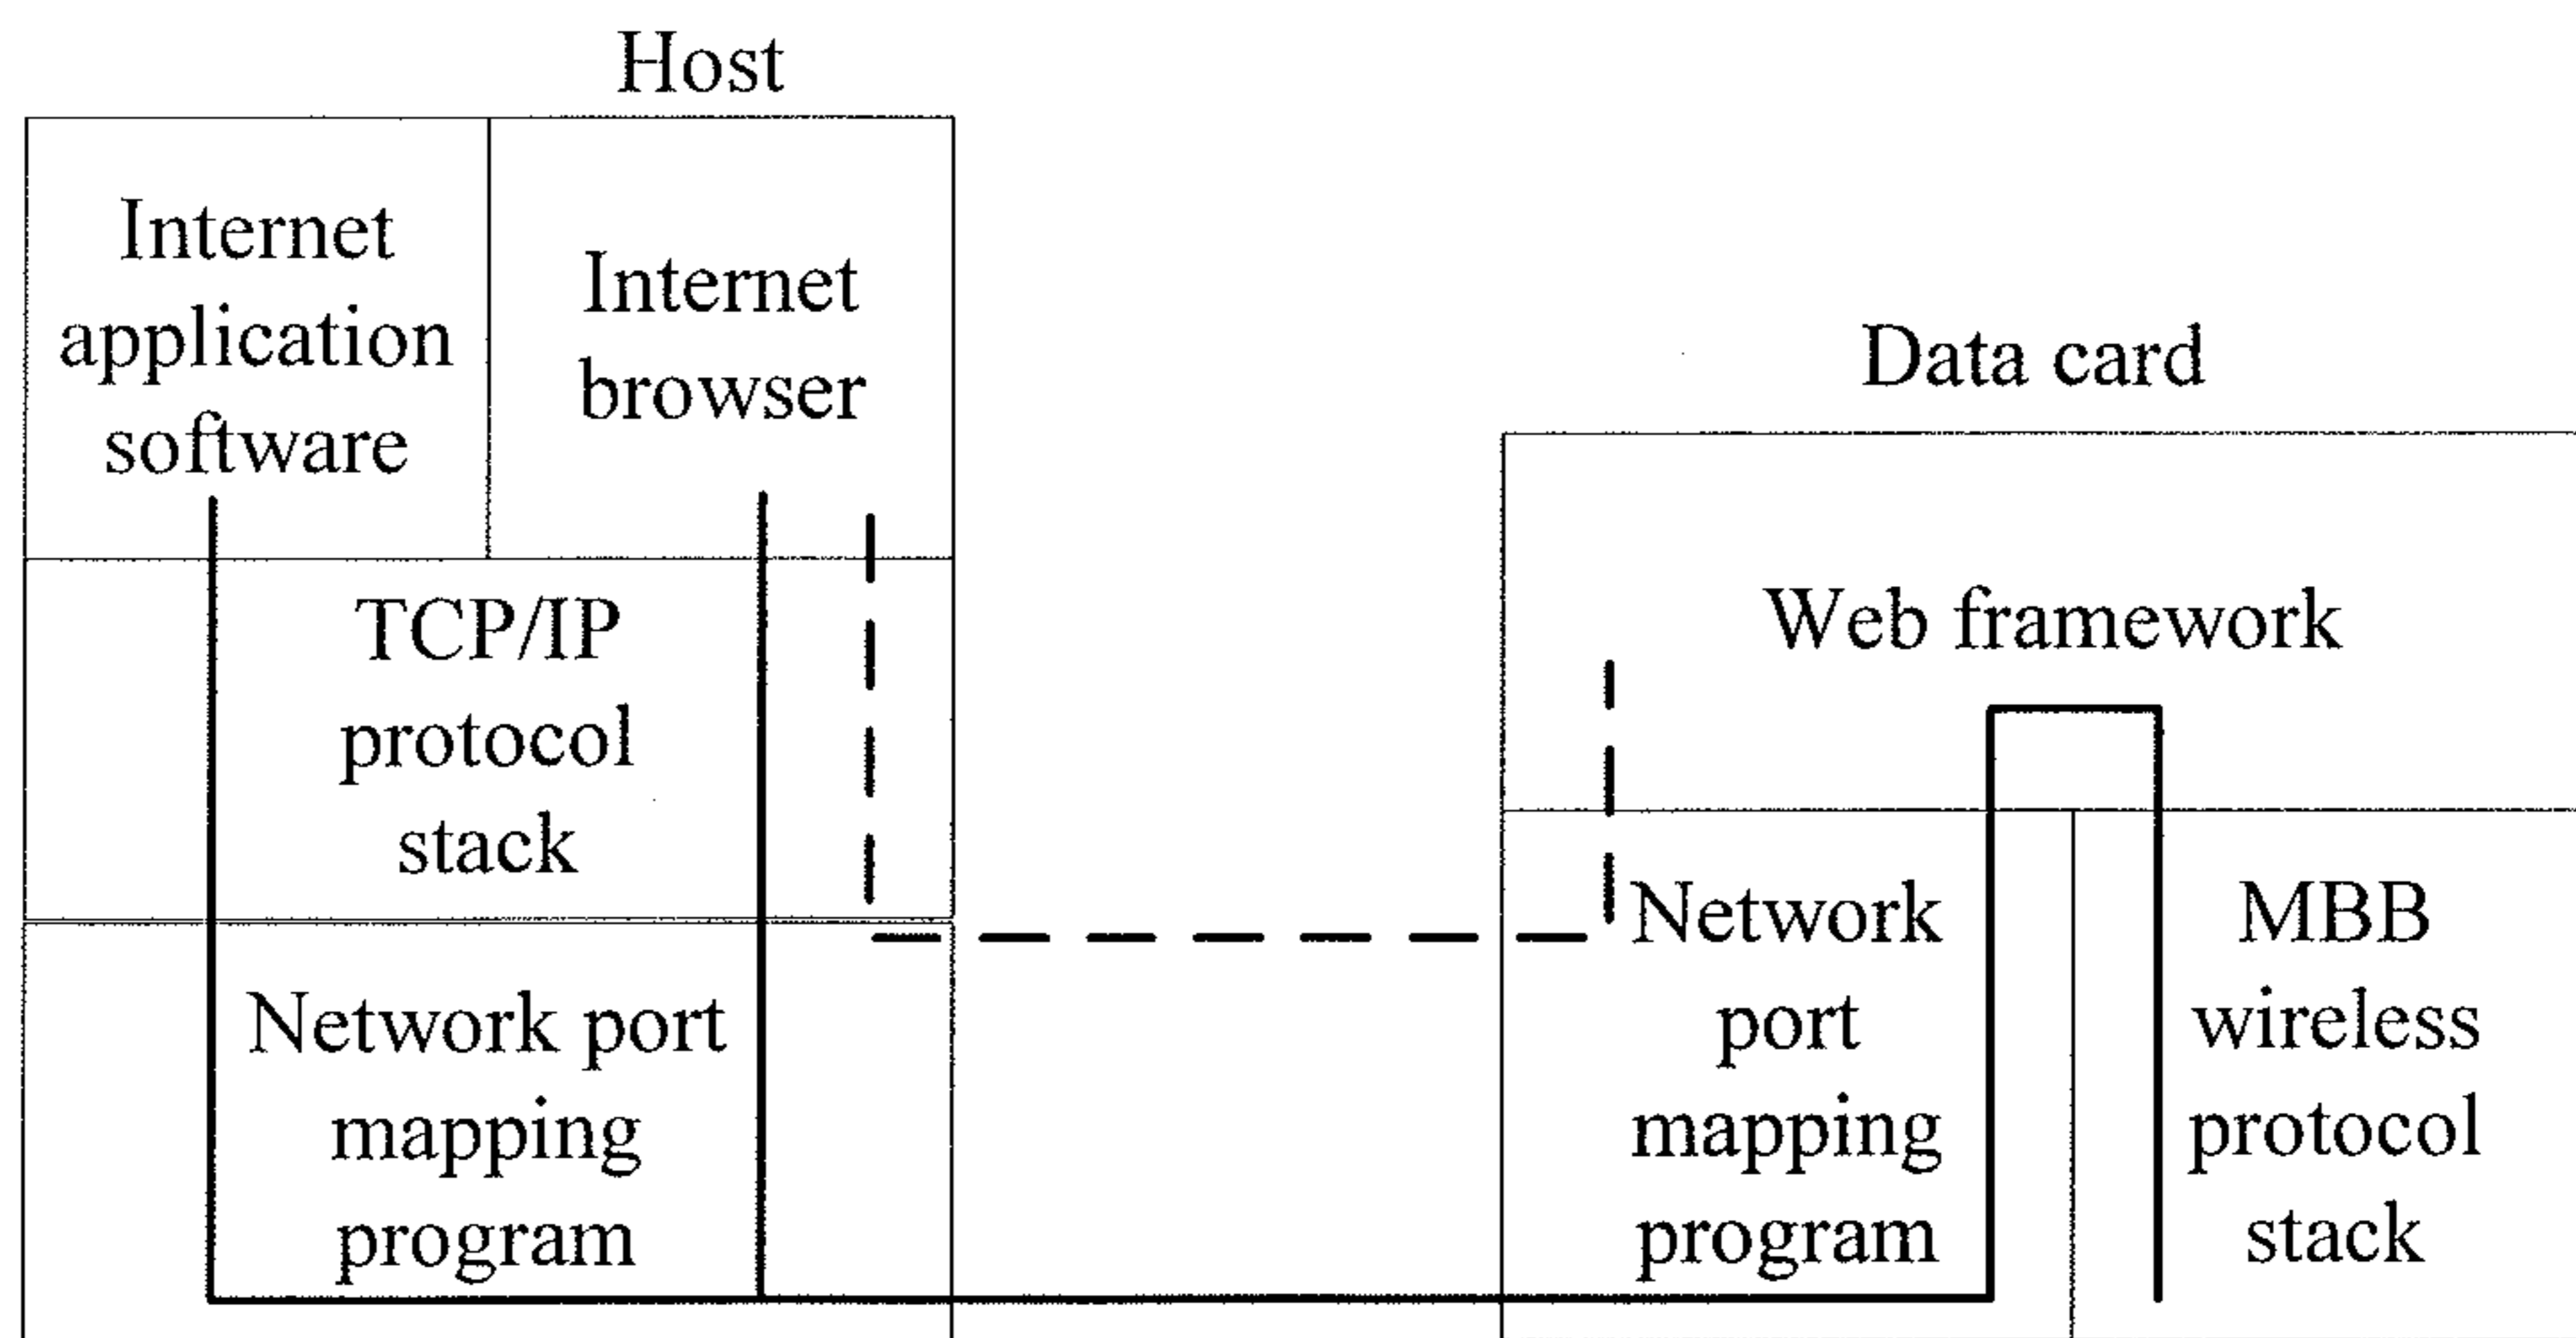 Host
Internet
application
software
Internet
browser
TCP/IP
protocol
stack
Network port
mapping
program
Data card
Web framework
Network
port
mapping
program
MBB
wireless
protocol
stack